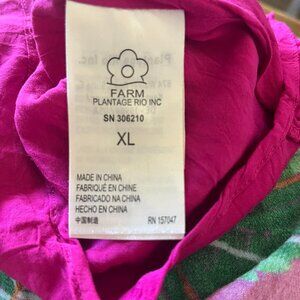 FARM
PLANTAGE RIO INC
SN 306210
XL
MADE IN CHINA
FABRIQUÉ EN CHINE
FABRICADO NA CHINA
HECHO EN CHINA
中国制造 RN 157047